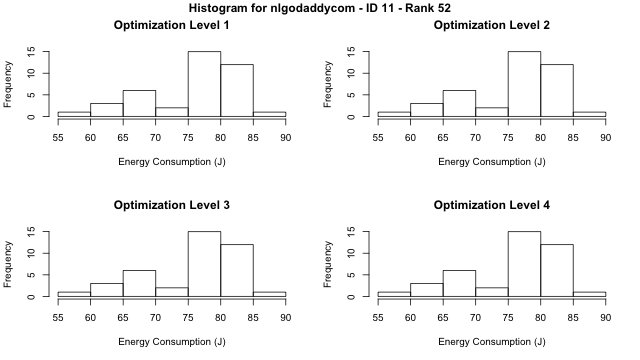 Histogram for nlgodaddycom - ID 11 - Rank 52
Optimization Level 1
Frequency
0 5 10 15
55 60 65 70 75 80 85 90
Energy Consumption (J)
Optimization Level 2
Frequency
0 5 10 15
55 60 65 70 75 80 85 90
Energy Consumption (J)
Optimization Level 3
Frequency
0 5 10 15
55 60 65 70 75 80 85 90
Energy Consumption (J)
Optimization Level 4
Frequency
0 5 10 15
55 60 65 70 75 80 85 90
Energy Consumption (J)